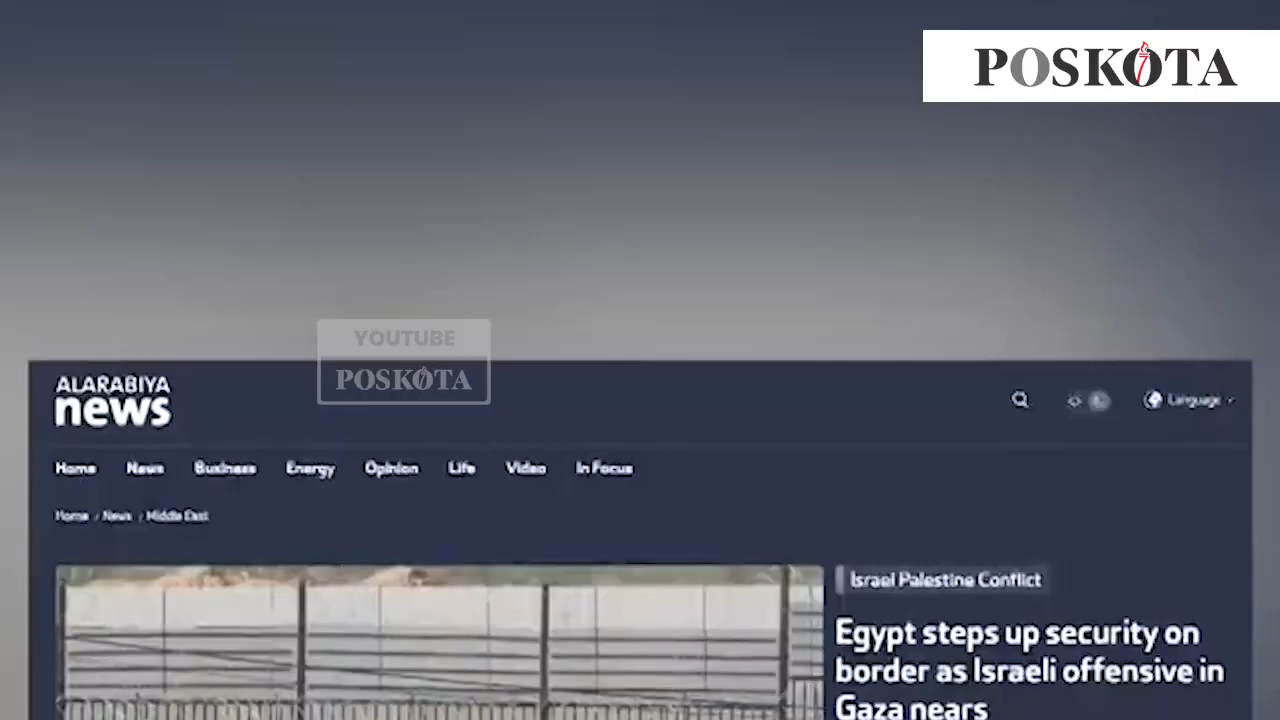 POSKOTA
YOUTUBE
POSKOTA
ALARABIYA
news
Language
Home News Business Energy Opinion Life Video In Focus
Home / News / Middle East
Israel Palestine Conflict
Egypt steps up security on
border as Israeli offensive in
Gaza nears